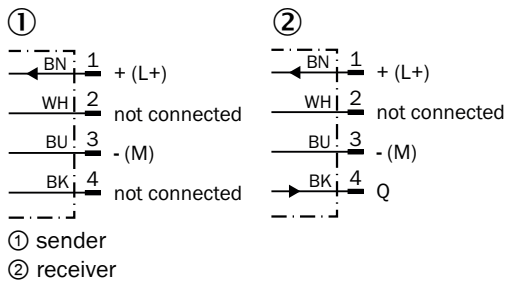 ① ②
BN 1 + (L+) BN 1 + (L+)
WH 2 not connected WH 2 not connected
BU 3 - (M) BU 3 - (M)
BK 4 not connected BK 4 Q
① sender
② receiver